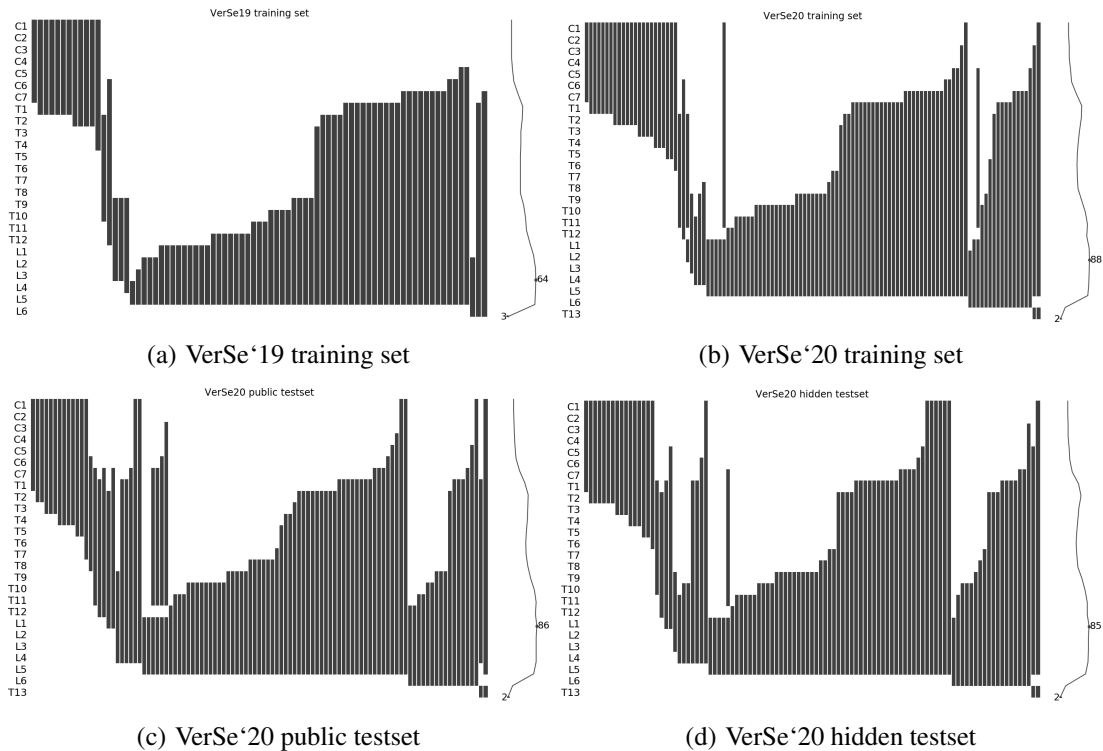 VerSe19 training set
C1
C2
C3
C4
C5
C6
C7
T1
T2
T3
T4
T5
T6
T7
T8
T9
T10
T11
T12
L1
L2
L3
L4
L5
L6
64
3
(a) VerSe‘19 training set
VerSe20 training set
C1
C2
C3
C4
C5
C6
C7
T1
T2
T3
T4
T5
T6
T7
T8
T9
T10
T11
T12
L1
L2
L3
L4
L5
L6
T13
88
2
(b) VerSe‘20 training set
VerSe20 public testset
C1
C2
C3
C4
C5
C6
C7
T1
T2
T3
T4
T5
T6
T7
T8
T9
T10
T11
T12
L1
L2
L3
L4
L5
L6
T13
86
2
(c) VerSe‘20 public testset
VerSe20 hidden testset
C1
C2
C3
C4
C5
C6
C7
T1
T2
T3
T4
T5
T6
T7
T8
T9
T10
T11
T12
L1
L2
L3
L4
L5
L6
T13
85
2
(d) VerSe‘20 hidden testset